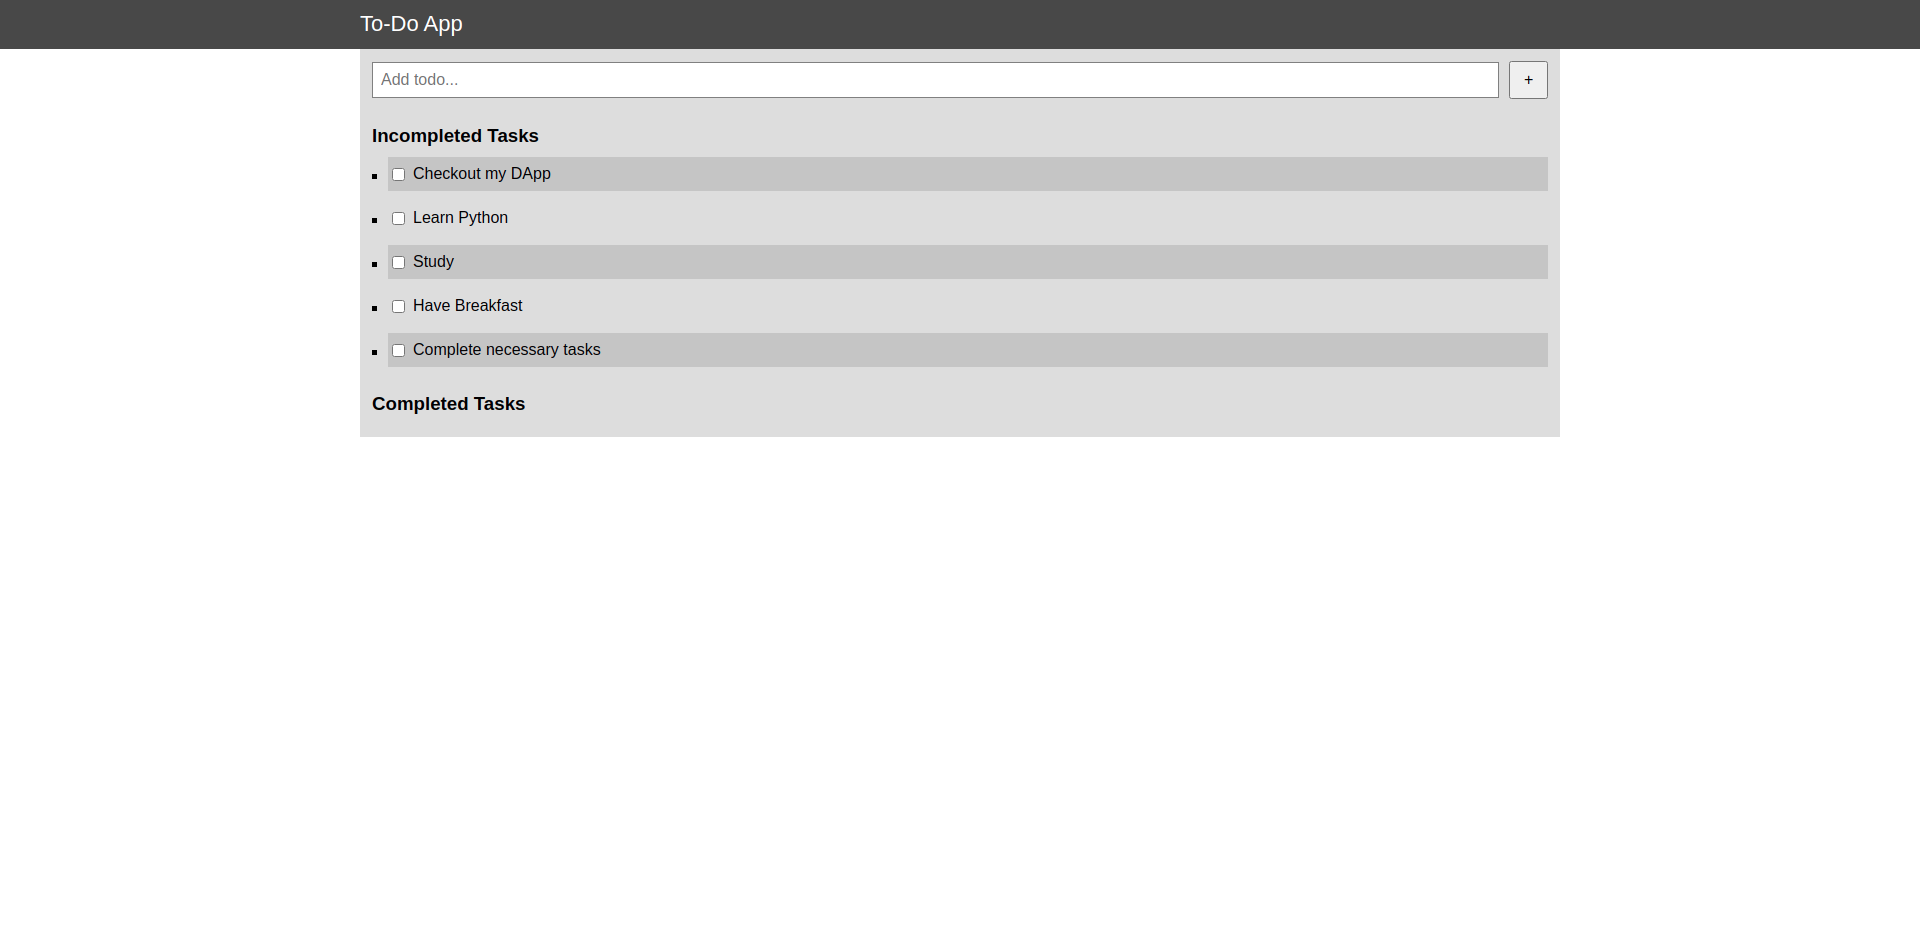 To-Do App
Add todo...
+
Incompleted Tasks
Checkout my DApp
Learn Python
Study
Have Breakfast
Complete necessary tasks
Completed Tasks